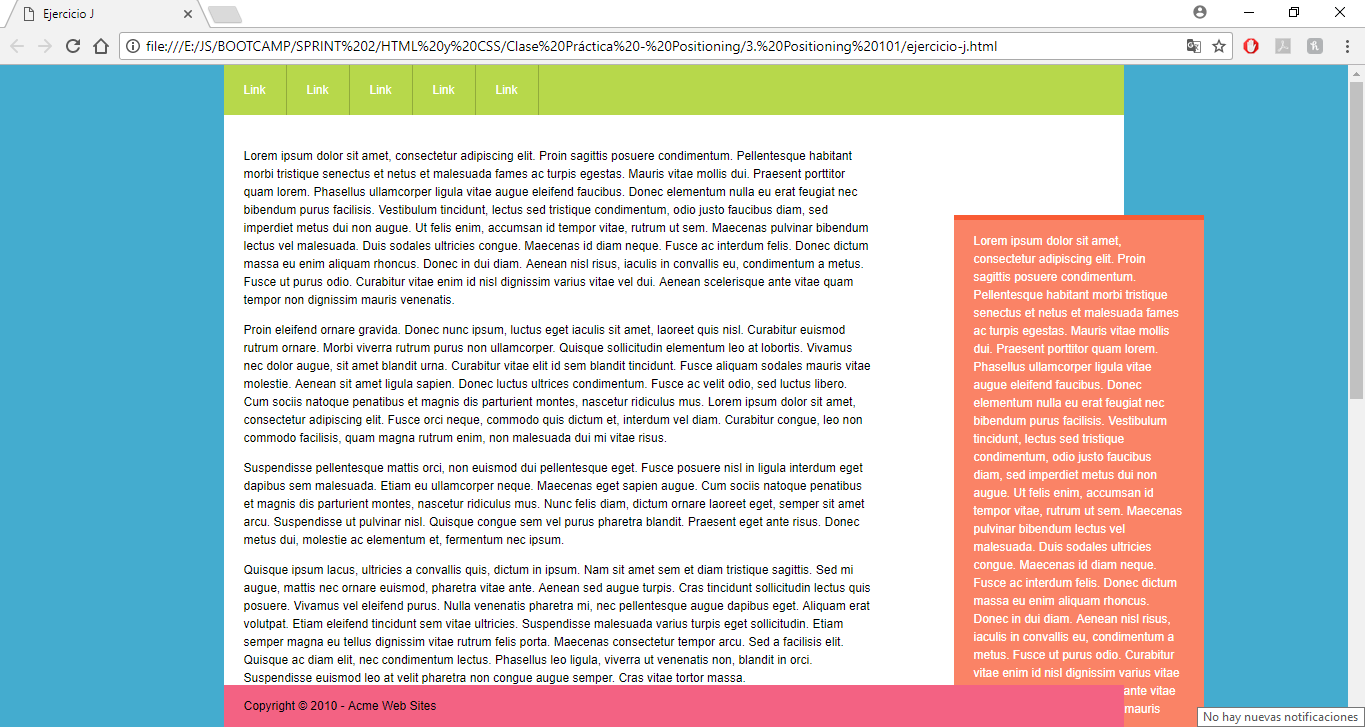 Ejercicio J
file:///E:/JS/BOOTCAMP/SPRINT%202/HTML%20y%20CSS/Clase%20Práctica%20-%20Positioning/3.%20Positioning%20101/ejercicio-j.html
Link Link Link Link Link
Lorem ipsum dolor sit amet, consectetur adipiscing elit. Proin sagittis posuere condimentum. Pellentesque habitant
morbi tristique senectus et netus et malesuada fames ac turpis egestas. Mauris vitae mollis dui. Praesent porttitor
quam lorem. Phasellus ullamcorper ligula vitae augue eleifend faucibus. Donec elementum nulla eu erat feugiat nec
bibendum purus facilisis. Vestibulum tincidunt, lectus sed tristique condimentum, odio justo faucibus diam, sed
imperdiet metus dui non augue. Ut felis enim, accumsan id tempor vitae, rutrum ut sem. Maecenas pulvinar bibendum
lectus vel malesuada. Duis sodales ultricies congue. Maecenas id diam neque. Fusce ac interdum felis. Donec dictum
massa eu enim aliquam rhoncus. Donec in dui diam. Aenean nisl risus, iaculis in convallis eu, condimentum a metus.
Fusce ut purus odio. Curabitur vitae enim id nisl dignissim varius vitae vel dui. Aenean scelerisque ante vitae quam
tempor non dignissim mauris venenatis.
Proin eleifend ornare gravida. Donec nunc ipsum, luctus eget iaculis sit amet, laoreet quis nisl. Curabitur euismod
rutrum ornare. Morbi viverra rutrum purus non ullamcorper. Quisque sollicitudin elementum leo at lobortis. Vivamus
nec dolor augue, sit amet blandit urna. Curabitur vitae elit id sem blandit tincidunt. Fusce aliquam sodales mauris vitae
molestie. Aenean sit amet ligula sapien. Donec luctus ultrices condimentum. Fusce ac velit odio, sed luctus libero.
Cum sociis natoque penatibus et magnis dis parturient montes, nascetur ridiculus mus. Lorem ipsum dolor sit amet,
consectetur adipiscing elit. Fusce orci neque, commodo quis dictum et, interdum vel diam. Curabitur congue, leo non
commodo facilisis, quam magna rutrum enim, non malesuada dui mi vitae risus.
Suspendisse pellentesque mattis orci, non euismod dui pellentesque eget. Fusce posuere nisl in ligula interdum eget
dapibus sem malesuada. Etiam eu ullamcorper neque. Maecenas eget sapien augue. Cum sociis natoque penatibus
et magnis dis parturient montes, nascetur ridiculus mus. Nunc felis diam, dictum ornare laoreet eget, semper sit amet
arcu. Suspendisse ut pulvinar nisl. Quisque congue sem vel purus pharetra blandit. Praesent eget ante risus. Donec
metus dui, molestie ac elementum et, fermentum nec ipsum.
Quisque ipsum lacus, ultricies a convallis quis, dictum in ipsum. Nam sit amet sem et diam tristique sagittis. Sed mi
augue, mattis nec ornare euismod, pharetra vitae ante. Aenean sed augue turpis. Cras tincidunt sollicitudin lectus quis
posuere. Vivamus vel eleifend purus. Nulla venenatis pharetra mi, nec pellentesque augue dapibus eget. Aliquam erat
volutpat. Etiam eleifend tincidunt sem vitae ultricies. Suspendisse malesuada varius turpis eget sollicitudin. Etiam
semper magna eu tellus dignissim vitae rutrum felis porta. Maecenas consectetur tempor arcu. Sed a facilisis elit.
Quisque ac diam elit, nec condimentum lectus. Phasellus leo ligula, viverra ut venenatis non, blandit in orci.
Suspendisse euismod leo at velit pharetra non congue augue semper. Cras vitae tortor massa.
Lorem ipsum dolor sit amet,
consectetur adipiscing elit. Proin
sagittis posuere condimentum.
Pellentesque habitant morbi tristique
senectus et netus et malesuada fames
ac turpis egestas. Mauris vitae mollis
dui. Praesent porttitor quam lorem.
Phasellus ullamcorper ligula vitae
augue eleifend faucibus. Donec
elementum nulla eu erat feugiat nec
bibendum purus facilisis. Vestibulum
tincidunt, lectus sed tristique
condimentum, odio justo faucibus
diam, sed imperdiet metus dui non
augue. Ut felis enim, accumsan id
tempor vitae, rutrum ut sem. Maecenas
pulvinar bibendum lectus vel
malesuada. Duis sodales ultricies
congue. Maecenas id diam neque.
Fusce ac interdum felis. Donec dictum
massa eu enim aliquam rhoncus.
Donec in dui diam. Aenean nisl risus,
iaculis in convallis eu, condimentum a
metus. Fusce ut purus odio. Curabitur
vitae enim id nisl dignissim varius vitae
ante vitae
mauris
Copyright © 2010 - Acme Web Sites
No hay nuevas notificaciones